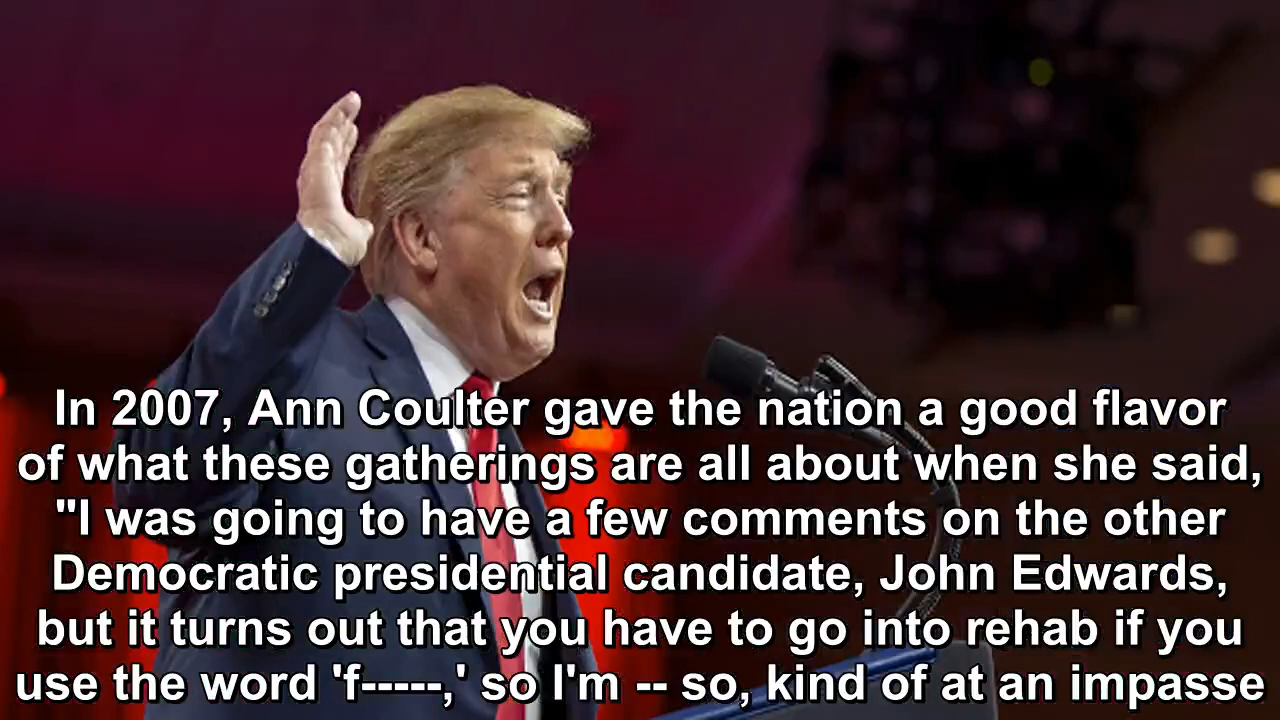 In 2007, Ann Coulter gave the nation a good flavor
of what these gatherings are all about when she said,
"I was going to have a few comments on the other
Democratic presidential candidate, John Edwards,
but it turns out that you have to go into rehab if you
use the word 'f-----,' so I'm -- so, kind of at an impasse